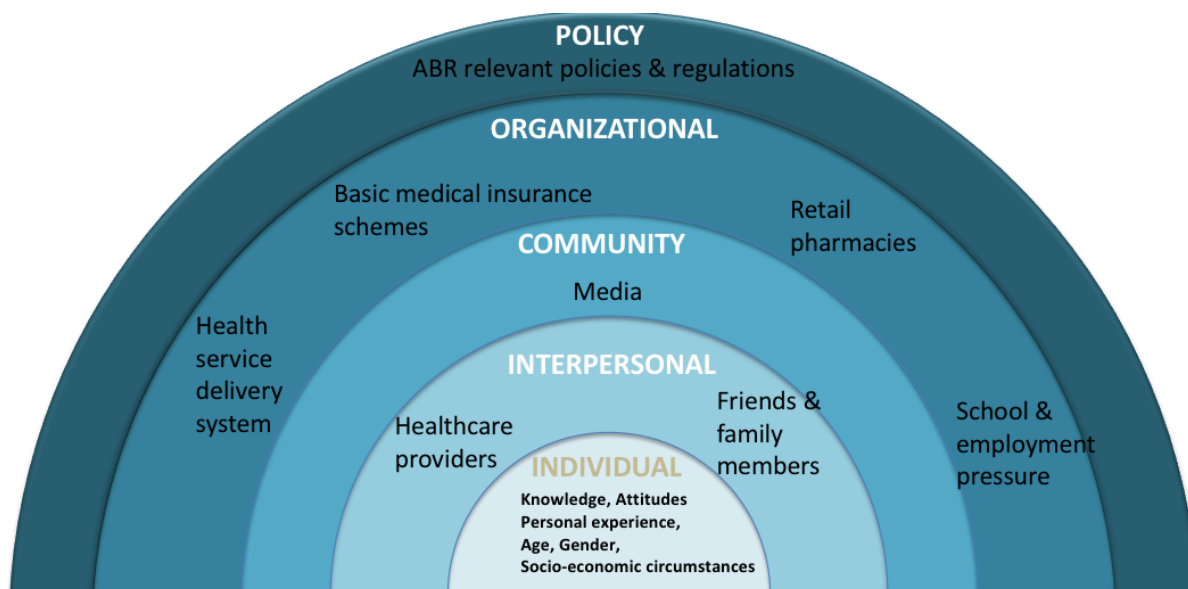 POLICY
ABR relevant policies & regulations
ORGANIZATIONAL
Basic medical insurance
schemes
Retail
pharmacies
COMMUNITY
Media
Health
service
delivery
system
INTERPERSONAL
Healthcare
providers
Friends &
family
members
School &
employment
pressure
INDIVIDUAL
Knowledge, Attitudes
Personal experience,
Age, Gender,
Socio-economic circumstances